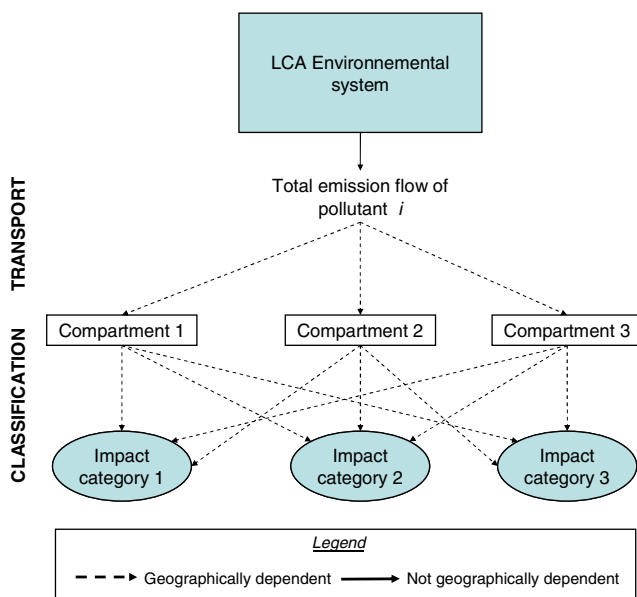 LCA Environnemental
system
Total emission flow of
pollutant i
TRANSPORT
Compartment 1
Compartment 2
Compartment 3
CLASSIFICATION
Impact
category 1
Impact
category 2
Impact
category 3
Legend
Geographically dependent
Not geographically dependent